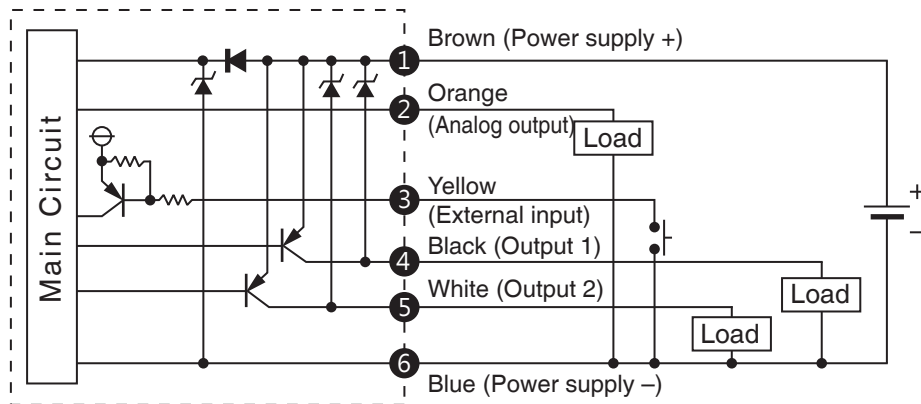 Main Circuit
1
Brown (Power supply +)
2
Orange
(Analog output)
Load
3
Yellow
(External input)
+
–
4
Black (Output 1)
Load
5
White (Output 2)
Load
6
Blue (Power supply –)